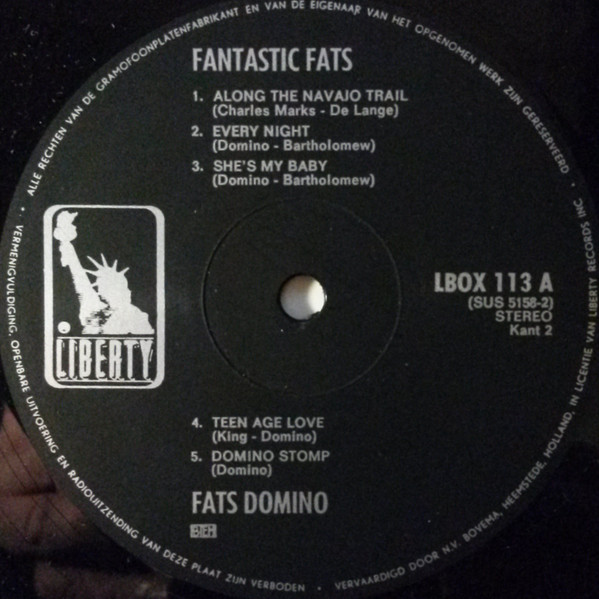 FANTASTIC FATS
1. ALONG THE NAVAJO TRAIL
(Charles Marks - De Lange)
2. EVERY NIGHT
(Domino - Bartholomew)
3. SHE'S MY BABY
(Domino - Bartholomew)
LIBERTY
LBOX 113 A
(SUS 5158-2)
STEREO
Kant 2
4. TEEN AGE LOVE
(King - Domino)
5. DOMINO STOMP
(Domino)
FATS DOMINO
• ALLE RECHTEN VAN DE GRAMOFOONPLATENFABRIKANT EN VAN DE EIGENAAR VAN HET OPGENOMEN WERK ZIJN GERESERVEERD •
VERMENIGVULDIGING, OPENBARE UITVOERING EN RADIOUITZENDING VAN DEZE PLAAT ZIJN VERBODEN •
VERVAARDIGD DOOR N.V. BOVEMA, HEEMSTEDE, HOLLAND, IN LICENTIE VAN LIBERTY RECORDS INC.